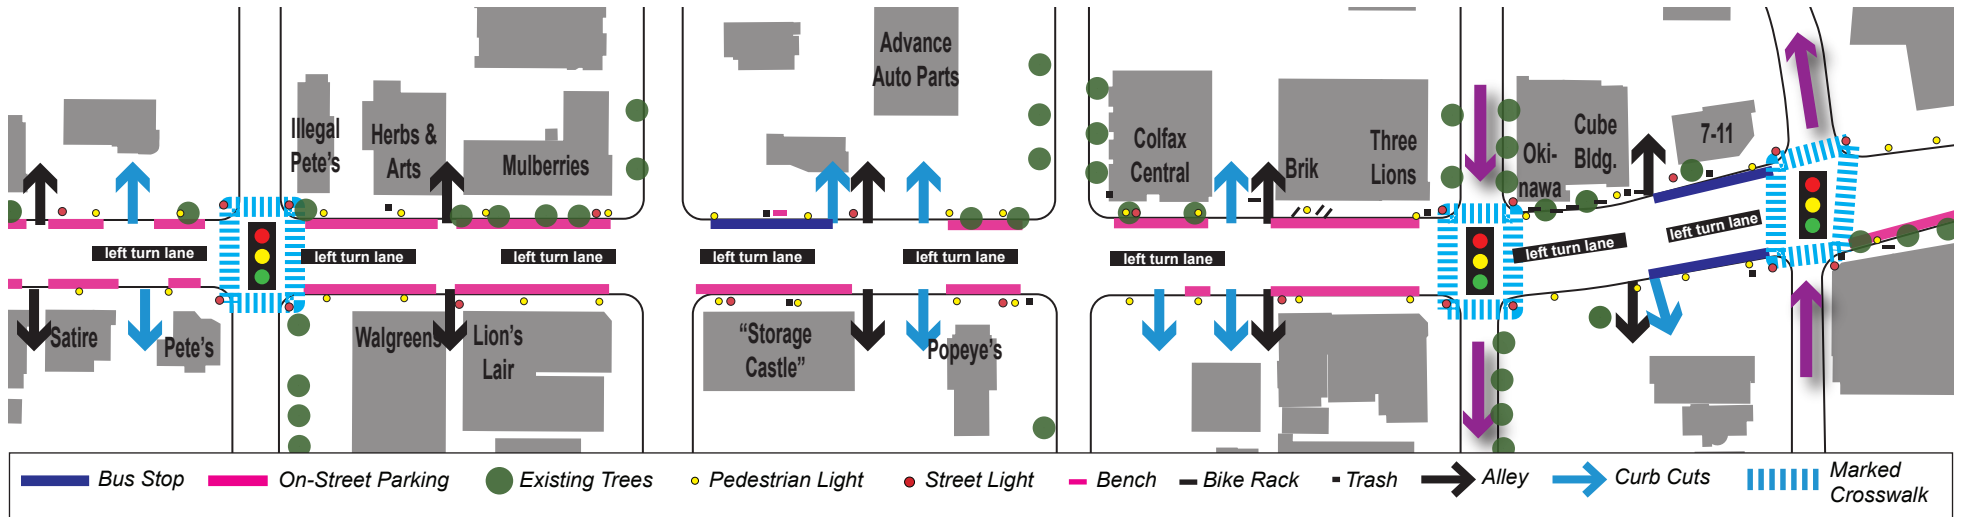 Advance
Auto Parts
Illegal
Pete's
Herbs &
Arts
Mulberries
Colfax
Central
Brik
Three
Lions
Oki-
nawa
Cube
Bldg.
7-11
left turn lane
left turn lane
left turn lane
left turn lane
left turn lane
left turn lane
left turn lane
left turn lane
Satire
Pete's
Walgreens
Lion's
Lair
“Storage
Castle”
Popeye's
Bus Stop
On-Street Parking
Existing Trees
Pedestrian Light
Street Light
Bench
Bike Rack
Trash
Alley
Curb Cuts
Marked
Crosswalk